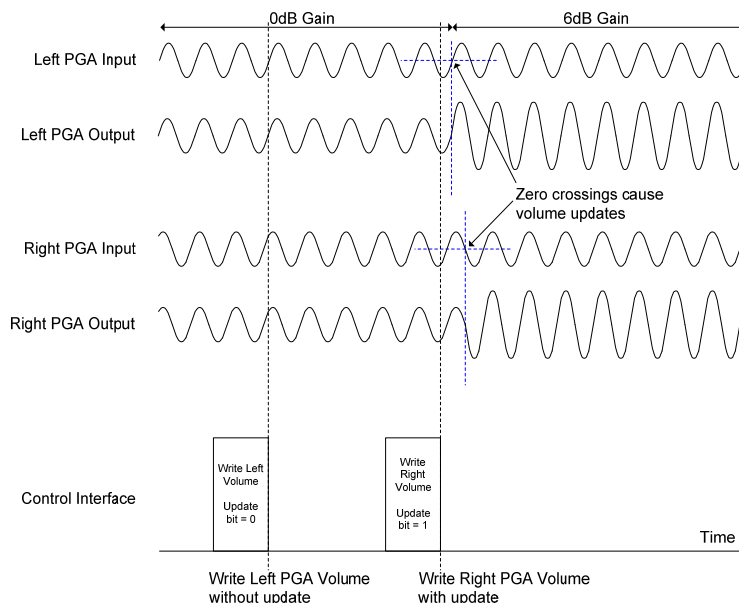 0dB Gain
6dB Gain
Left PGA Input
Left PGA Output
Zero crossings cause
volume updates
Right PGA Input
Right PGA Output
Control Interface
Write Left
Volume
Update
bit = 0
Write
Right
Volume
Update
bit = 1
Time
Write Left PGA Volume
without update
Write Right PGA Volume
with update